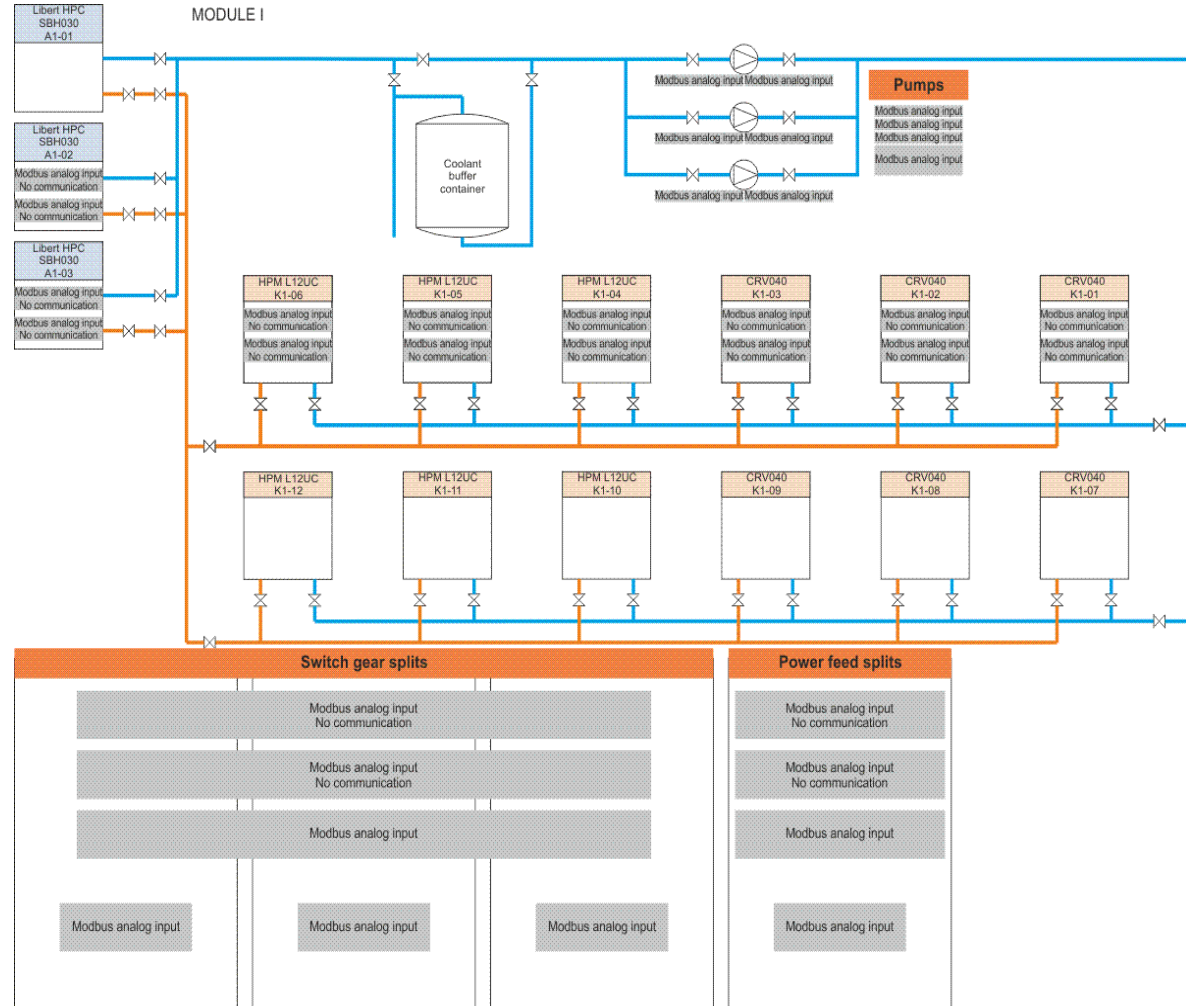 MODULE I
Libert HPC
SBH030
A1-01
Libert HPC
SBH030
A1-02
Modbus analog input
No communication
Modbus analog input
No communication
Libert HPC
SBH030
A1-03
Modbus analog input
No communication
Modbus analog input
No communication
Coolant
buffer
container
Modbus analog input Modbus analog input
Modbus analog input Modbus analog input
Modbus analog input Modbus analog input
Pumps
Modbus analog input
Modbus analog input
Modbus analog input
Modbus analog input
HPM L12UC
K1-06
Modbus analog input
No communication
Modbus analog input
No communication
HPM L12UC
K1-05
Modbus analog input
No communication
Modbus analog input
No communication
HPM L12UC
K1-04
Modbus analog input
No communication
Modbus analog input
No communication
CRV040
K1-03
Modbus analog input
No communication
Modbus analog input
No communication
CRV040
K1-02
Modbus analog input
No communication
Modbus analog input
No communication
CRV040
K1-01
Modbus analog input
No communication
Modbus analog input
No communication
HPM L12UC
K1-12
HPM L12UC
K1-11
HPM L12UC
K1-10
CRV040
K1-09
CRV040
K1-08
CRV040
K1-07
Switch gear splits
Modbus analog input
No communication
Modbus analog input
No communication
Modbus analog input
Modbus analog input
Modbus analog input
Modbus analog input
Power feed splits
Modbus analog input
No communication
Modbus analog input
No communication
Modbus analog input
Modbus analog input